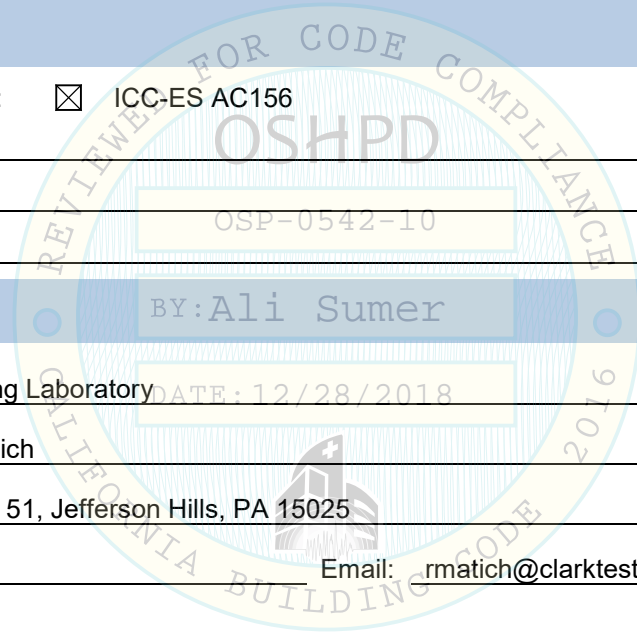 REVIEWED FOR CODE COMPLIANCE
ICC-ES AC156
OSHPD
OSP-0542-10
BY: Ali Sumer
ng Laboratory
DATE: 12/28/2018
ich
51, Jefferson Hills, PA 15025
Email: rmatich@clarktest
CALIFORNIA BUILDING CODE 2016